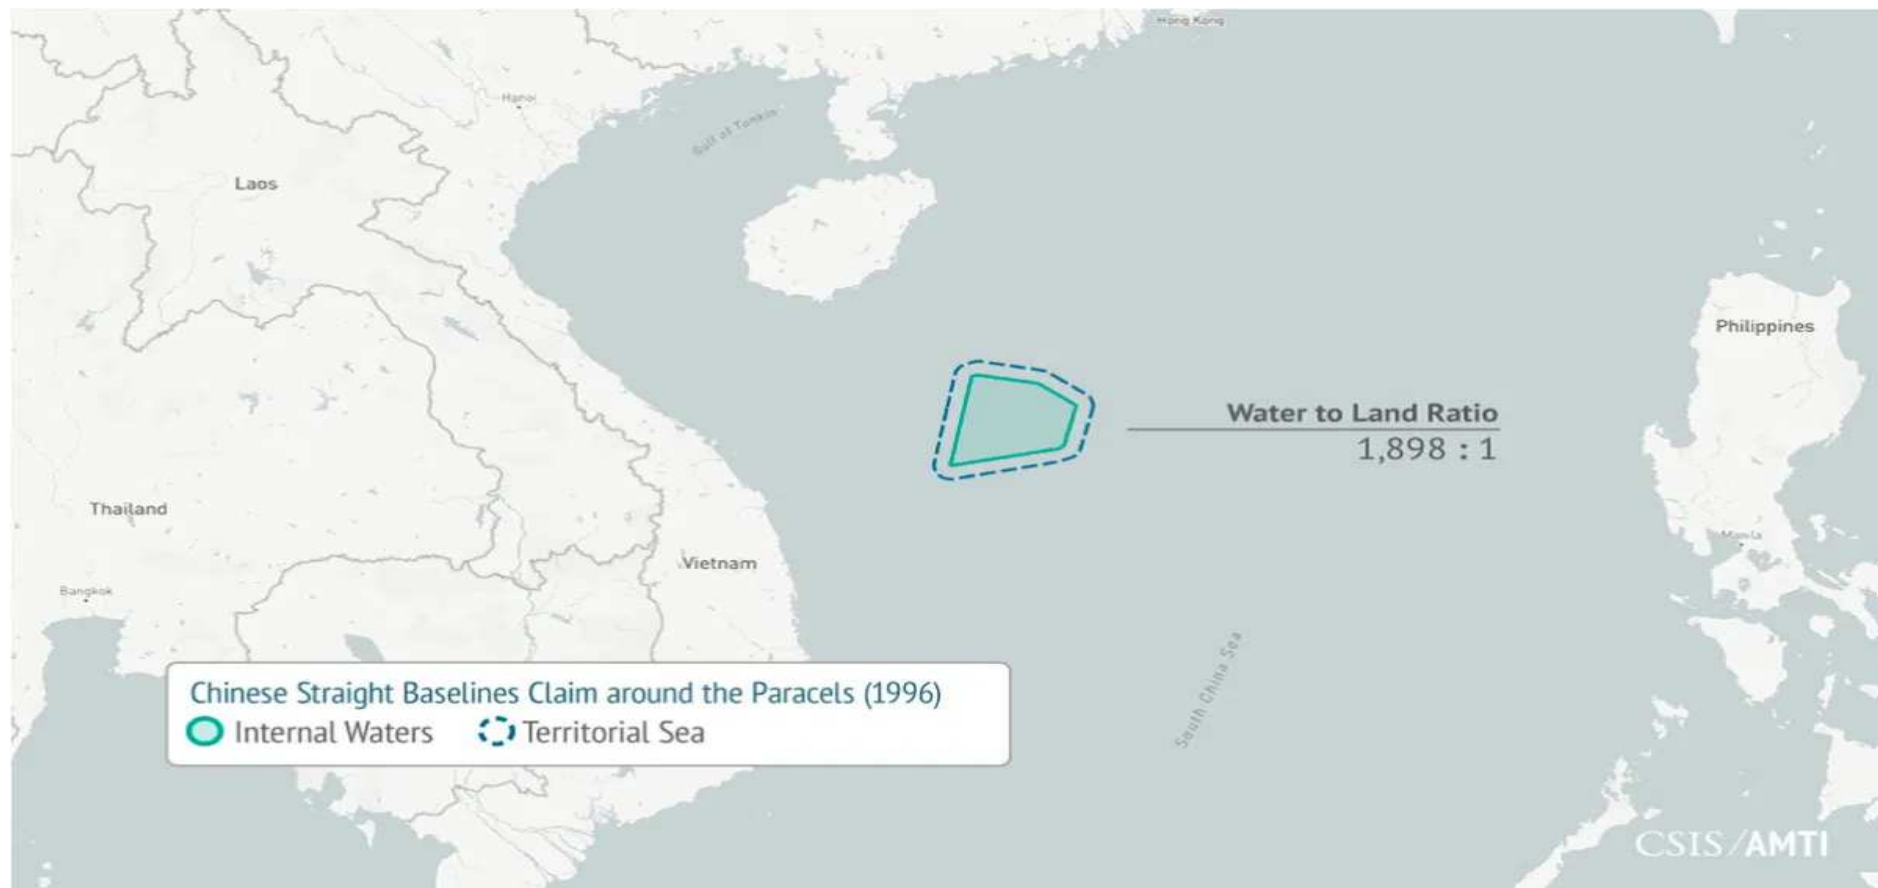 Hong Kong
Hanoi
Gulf of Tonkin
Laos
Philippines
Water to Land Ratio
1,898 : 1
Thailand
Manila
Vietnam
Bangkok
South China Sea
Chinese Straight Baselines Claim around the Paracels (1996)
Internal Waters
Territorial Sea
CSIS/AMTI